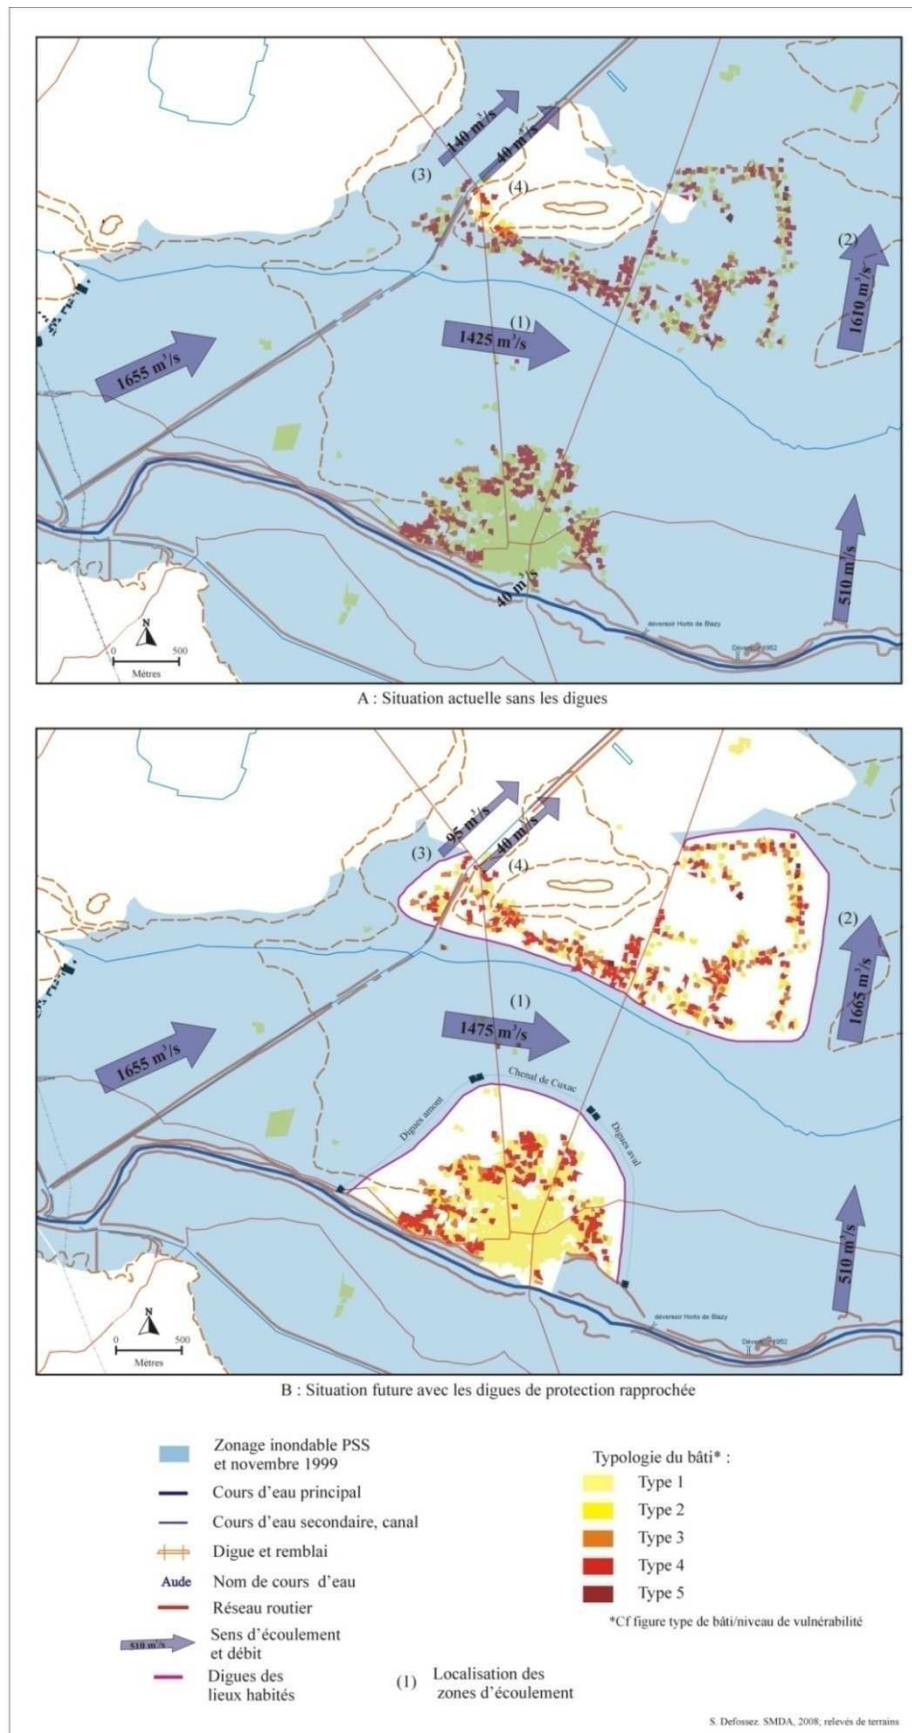 140 m³/s
40 m³/s
(3)
(4)
(2)
1610 m³/s
(1)
1425 m³/s
1655 m³/s
510 m³/s
40 m³/s
déversoir Horts de Blazy
N
0 500
Mètres
A : Situation actuelle sans les digues
95 m³/s
40 m³/s
(3)
(4)
(2)
1665 m³/s
(1)
1475 m³/s
1655 m³/s
Chenal de Cuxac
Digues amont
Digues aval
510 m³/s
déversoir Horts de Blazy
N
0 500
Mètres
B : Situation future avec les digues de protection rapprochée
Zonage inondable PSS
et novembre 1999
Cours d'eau principal
Cours d'eau secondaire, canal
Digue et remblai
Aude Nom de cours d'eau
Réseau routier
510 m³/s Sens d'écoulement
et débit
Digues des
lieux habités
(1) Localisation des
zones d'écoulement
Typologie du bâti* :
Type 1
Type 2
Type 3
Type 4
Type 5
*Cf figure type de bâti/niveau de vulnérabilité
S. Defossez. SMDA, 2008, relevés de terrains